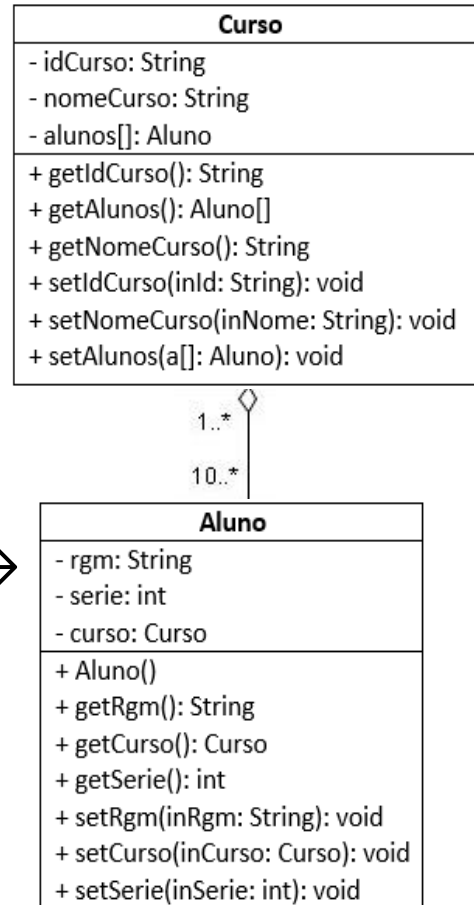 Curso
- idCurso: String
- nomeCurso: String
- alunos[]: Aluno
+ getIdCurso(): String
+ getAlunos(): Aluno[]
+ getNomeCurso(): String
+ setIdCurso(inId: String): void
+ setNomeCurso(inNome: String): void
+ setAlunos(a[]: Aluno): void
1..*
10..*
Aluno
- rgm: String
- serie: int
- curso: Curso
+ Aluno()
+ getRgm(): String
+ getCurso(): Curso
+ getSerie(): int
+ setRgm(inRgm: String): void
+ setCurso(inCurso: Curso): void
+ setSerie(inSerie: int): void